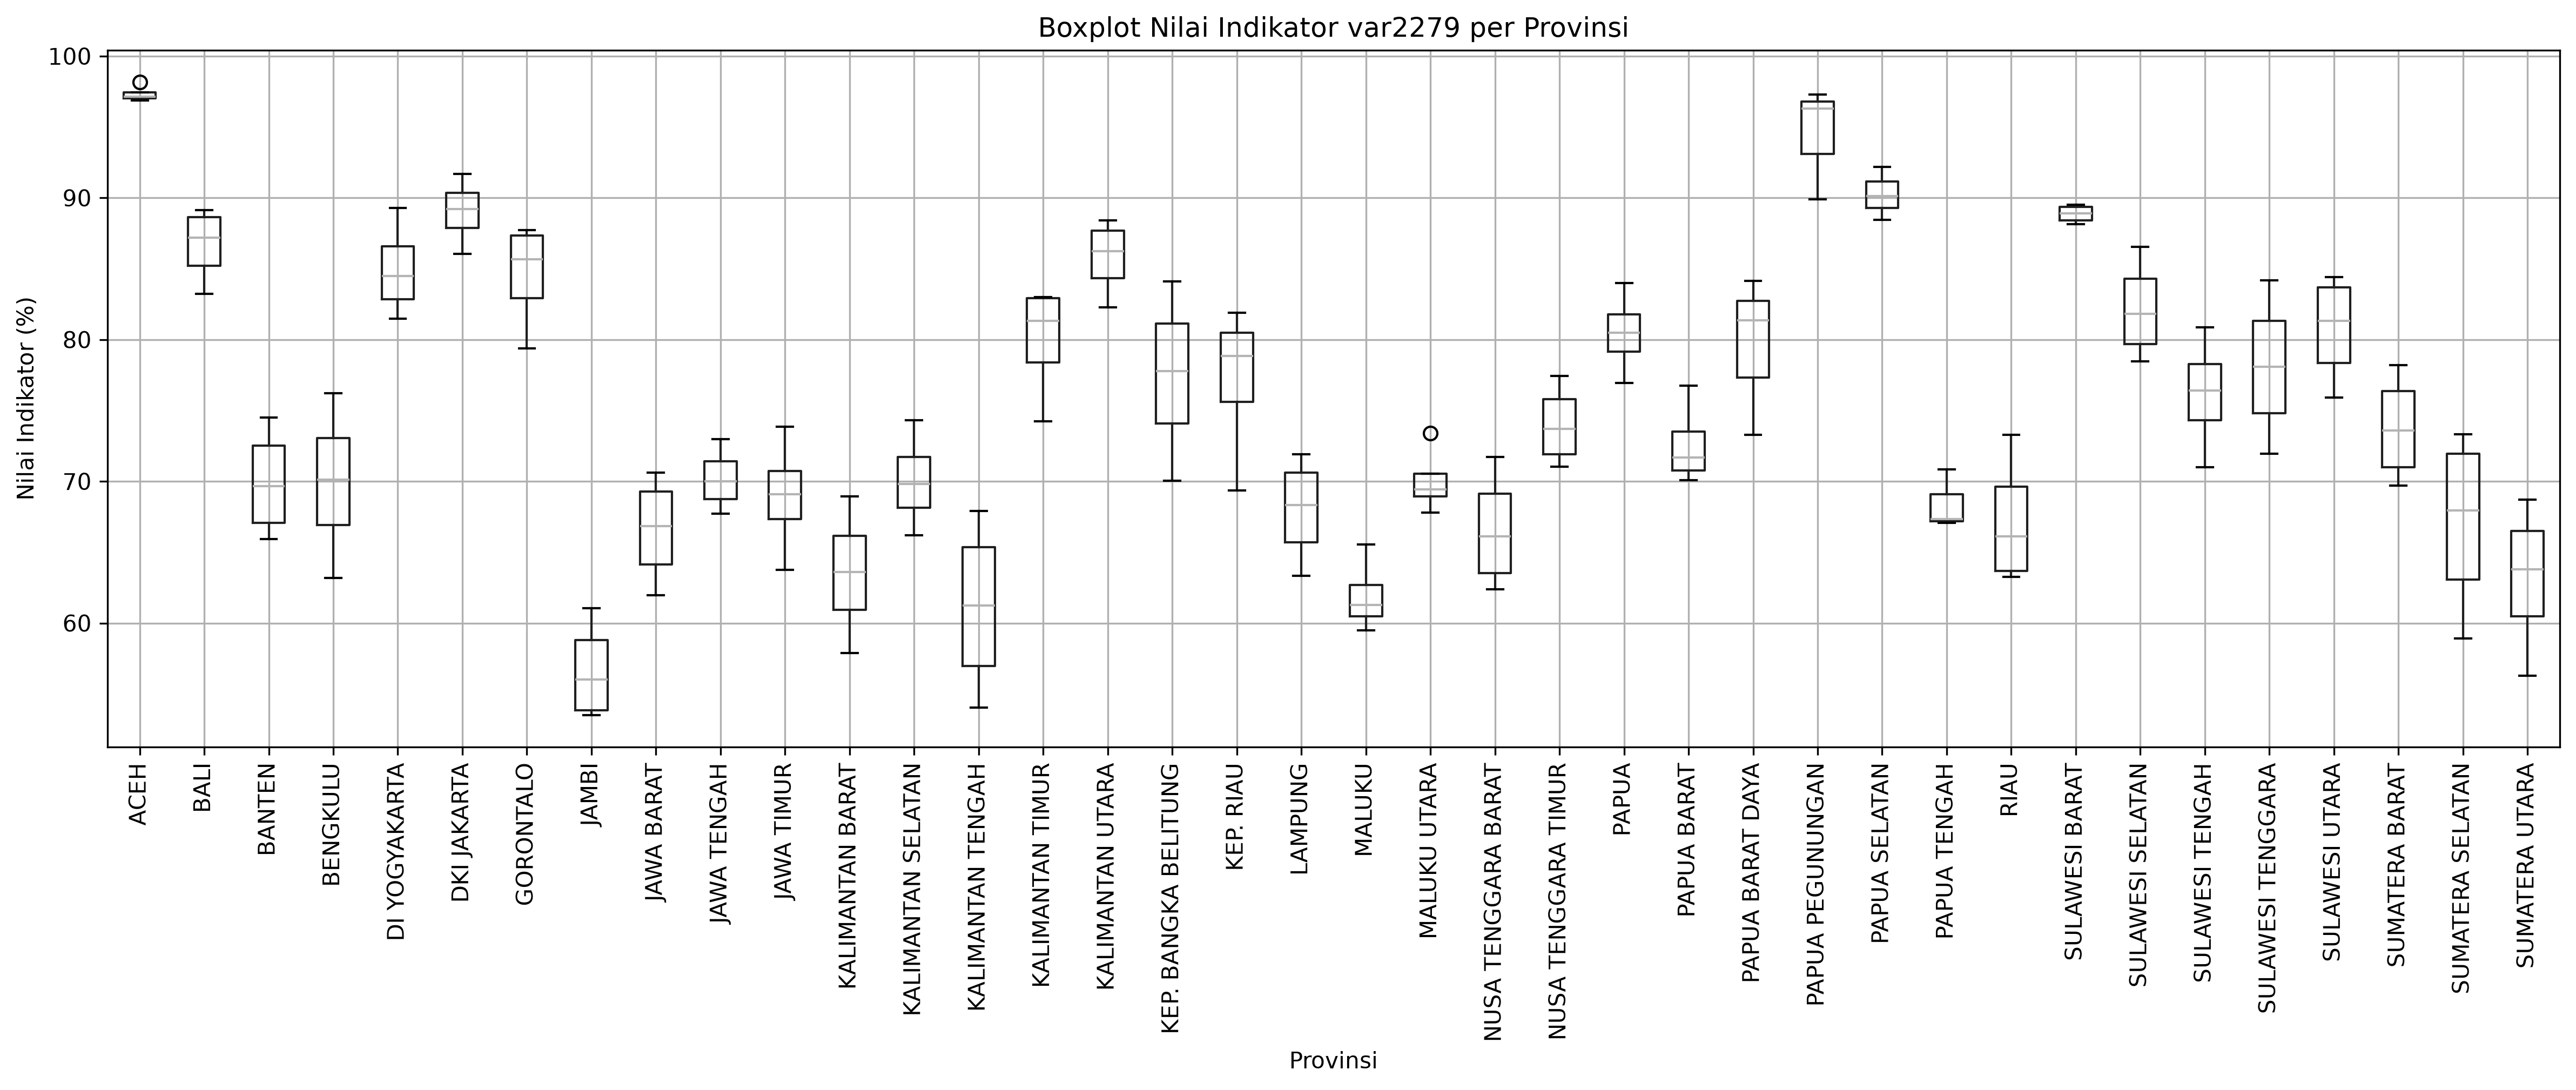 Boxplot Nilai Indikator var2279 per Provinsi
Nilai Indikator (%)
100
90
80
70
60
ACEH
BALI
BANTEN
BENGKULU
DI YOGYAKARTA
DKI JAKARTA
GORONTALO
JAMBI
JAWA BARAT
JAWA TENGAH
JAWA TIMUR
KALIMANTAN BARAT
KALIMANTAN SELATAN
KALIMANTAN TENGAH
KALIMANTAN TIMUR
KALIMANTAN UTARA
KEP. BANGKA BELITUNG
KEP. RIAU
LAMPUNG
MALUKU
MALUKU UTARA
NUSA TENGGARA BARAT
NUSA TENGGARA TIMUR
PAPUA
PAPUA BARAT
PAPUA BARAT DAYA
PAPUA PEGUNUNGAN
PAPUA SELATAN
PAPUA TENGAH
RIAU
SULAWESI BARAT
SULAWESI SELATAN
SULAWESI TENGAH
SULAWESI TENGGARA
SULAWESI UTARA
SUMATERA BARAT
SUMATERA SELATAN
SUMATERA UTARA
Provinsi